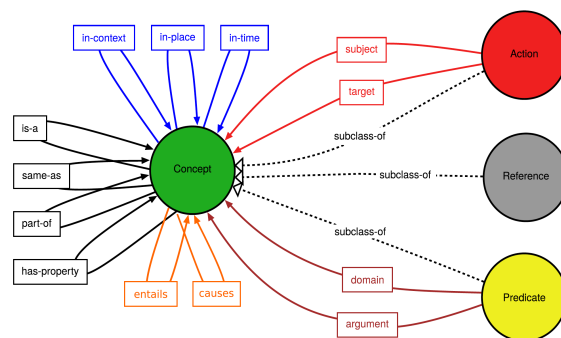 in-context
in-place
in-time
subject
Action
target
is-a
subclass-of
Concept
same-as
subclass-of
Reference
part-of
subclass-of
has-property
domain
entails
causes
Predicate
argument